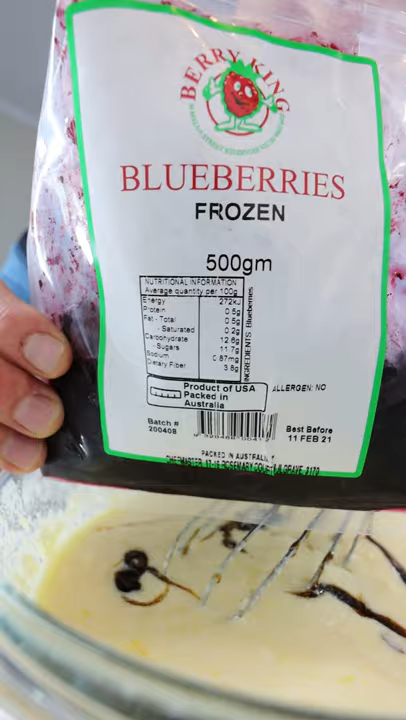 BERRY KING
BLUEBERRIES
FROZEN
500gm
NUTRITIONAL INFORMATION
Average quantity per 100g
Energy 272kJ
Protein 0.5g
Fat - Total 0.5g
- Saturated 0.2g
Carbohydrate 12.6g
- Sugars 11.7g
Sodium 0.87mg
Dietary Fiber 3.8g
INGREDIENTS: Blueberries
Product of USA
Packed in
Australia
ALLERGEN: NO
Batch #
200408
Best Before
11 FEB 21
PACKED IN AUSTRALIA